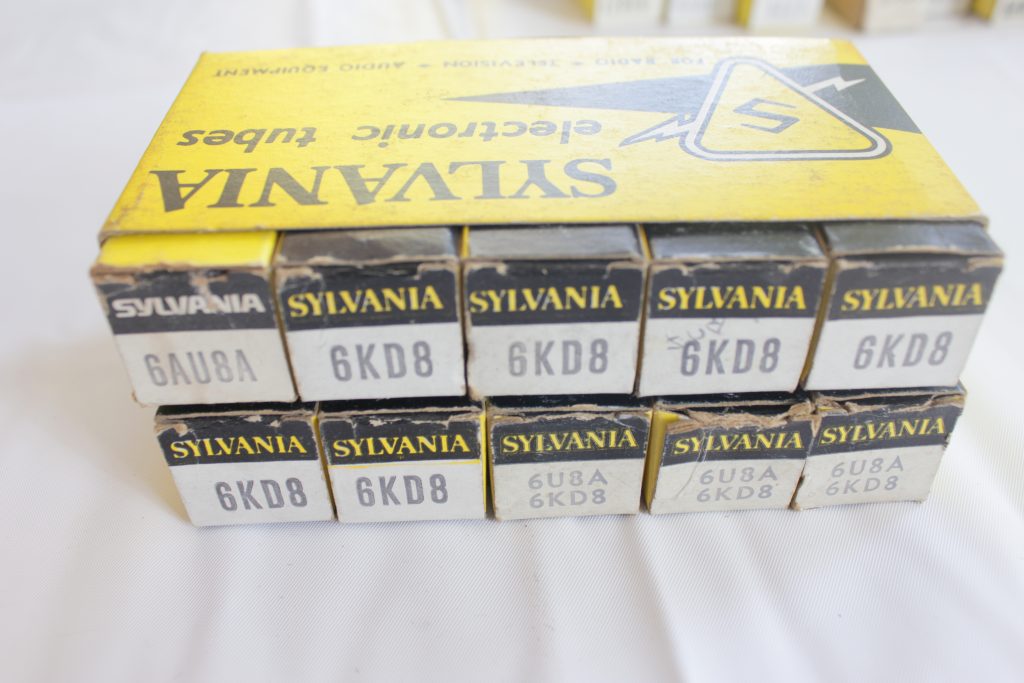 FOR RADIO • TELEVISION • AUDIO EQUIPMENT
S
electronic tubes
SYLVANIA
SYLVANIA
6AU8A
SYLVANIA
6KD8
SYLVANIA
6KD8
SYLVANIA
6KD8
SYLVANIA
6KD8
SYLVANIA
6KD8
SYLVANIA
6KD8
SYLVANIA
6U8A
6KD8
SYLVANIA
6U8A
6KD8
SYLVANIA
6U8A
6KD8